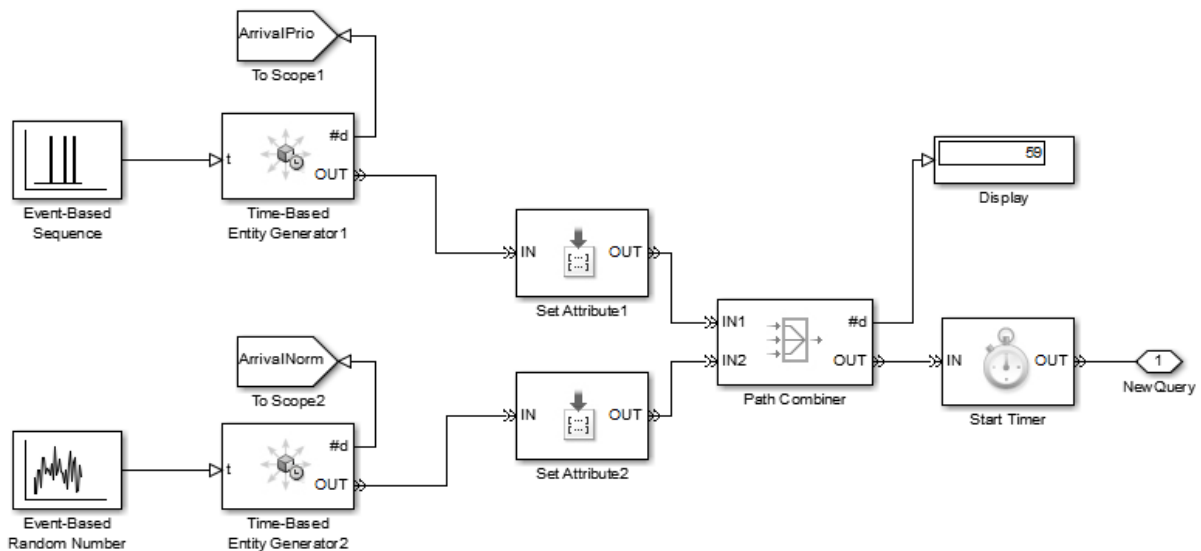 ArrivalPrio
To Scope1
t
#d
OUT
Event-Based
Sequence
Time-Based
Entity Generator1
59
Display
IN
OUT
Set Attribute1
IN1
#d
IN2
OUT
Path Combiner
IN
OUT
Start Timer
1
NewQuery
ArrivalNorm
To Scope2
IN
OUT
Set Attribute2
t
#d
OUT
Event-Based
Random Number
Time-Based
Entity Generator2